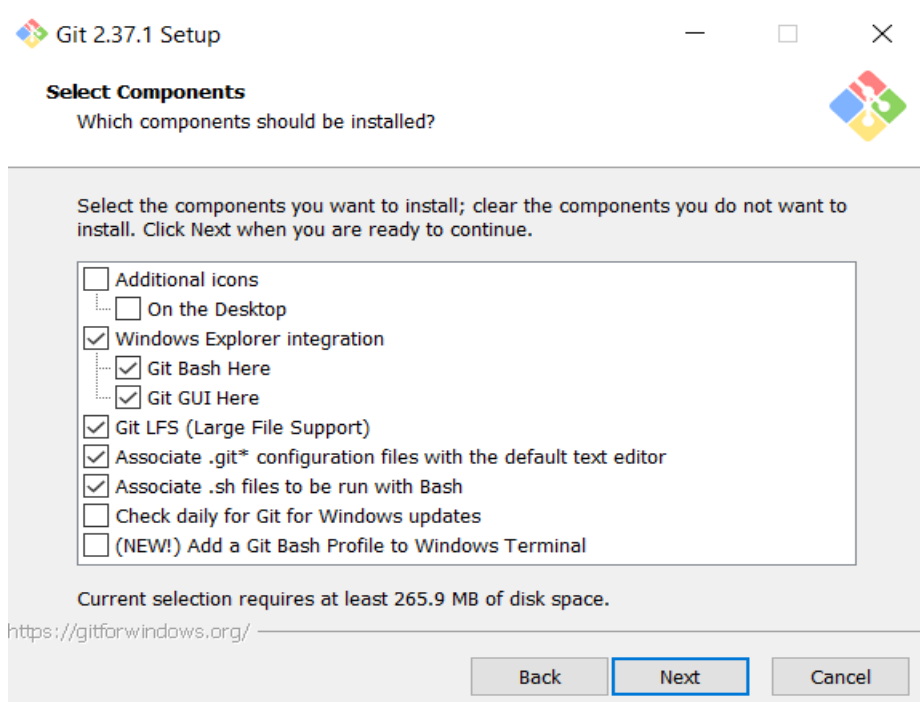 Git 2.37.1 Setup
Select Components
Which components should be installed?
Select the components you want to install; clear the components you do not want to
install. Click Next when you are ready to continue.
Additional icons
On the Desktop
Windows Explorer integration
Git Bash Here
Git GUI Here
Git LFS (Large File Support)
Associate .git* configuration files with the default text editor
Associate .sh files to be run with Bash
Check daily for Git for Windows updates
(NEW!) Add a Git Bash Profile to Windows Terminal
Current selection requires at least 265.9 MB of disk space.
https://gitforwindows.org/
Back Next Cancel